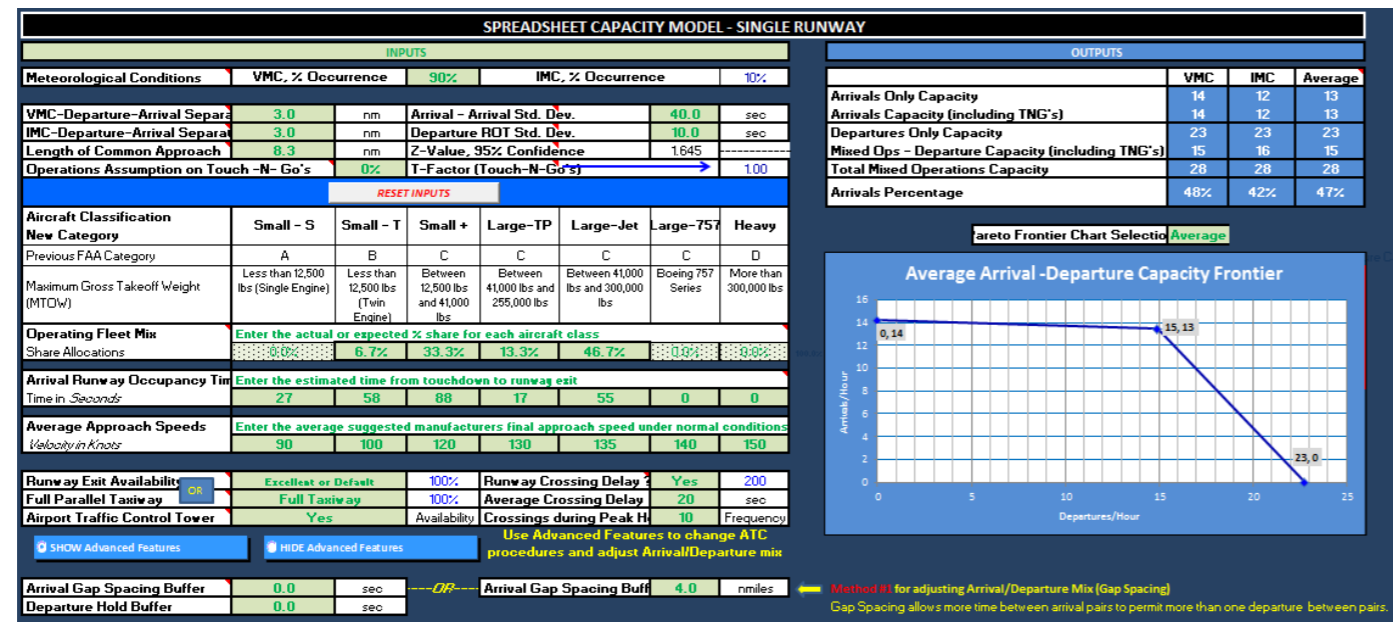 SPREADSHEET CAPACITY MODEL - SINGLE RUNWAY
INPUTS
Meteorological Conditions VMC, % Occurrence 90% IMC, % Occurrence 10%
VMC-Departure-Arrival Separa 3.0 nm Arrival - Arrival Std. Dev. 40.0 sec
IMC-Departure-Arrival Separa 3.0 nm Departure ROT Std. Dev. 10.0 sec
Length of Common Approach 8.3 nm Z-Value, 95% Confidence 1.645 ------------
Operations Assumption on Touch -N- Go's 0% T-Factor (Touch-N-Go's) 1.00
RESET INPUTS
Aircraft Classification
New Category Small - S Small - T Small + Large-TP Large-Jet Large-757 Heavy
Previous FAA Category A B C C C C D
Maximum Gross Takeoff Weight (MTOW) Less than 12,500 lbs (Single Engine) Less than 12,500 lbs (Twin Engine) Between 12,500 lbs and 41,000 lbs Between 41,000 lbs and 255,000 lbs Between 41,000 lbs and 300,000 lbs Boeing 757 Series More than 300,000 lbs
Operating Fleet Mix Enter the actual or expected % share for each aircraft class
Share Allocations 0.0% 6.7% 33.3% 13.3% 46.7% 0.0% 0.0%
Arrival Runway Occupancy Tim Enter the estimated time from touchdown to runway exit
Time in Seconds 27 58 88 17 55 0 0
Average Approach Speeds Enter the average suggested manufacturers final approach speed under normal conditions
Velocity in Knots 90 100 120 130 135 140 150
Runway Exit Availability Excellent or Default 100% Runway Crossing Delay ? Yes 200
OR
Full Parallel Taxiway Full Taxiway 100% Average Crossing Delay 20 sec
Airport Traffic Control Tower Yes Availability Crossings during Peak H 10 Frequency
SHOW Advanced Features HIDE Advanced Features
Use Advanced Features to change ATC
procedures and adjust Arrival/Departure mix
Arrival Gap Spacing Buffer 0.0 sec ----OR---- Arrival Gap Spacing Buff 4.0 nmiles
Departure Hold Buffer 0.0 sec
Method #1 for adjusting Arrival/Departure Mix (Gap Spacing)
Gap Spacing allows more time between arrival pairs to permit more than one departure between pairs.
OUTPUTS
VMC IMC Average
Arrivals Only Capacity 14 12 13
Arrivals Capacity (including TNG's) 14 12 13
Departures Only Capacity 23 23 23
Mixed Ops - Departure Capacity (including TNG's) 15 16 15
Total Mixed Operations Capacity 28 28 28
Arrivals Percentage 48% 42% 47%
Pareto Frontier Chart Selectio Average
Average Arrival -Departure Capacity Frontier
16
14
12
10
8
6
4
2
0
Arrivals/Hour
0, 14
15, 13
23, 0
0 5 10 15 20 25
Departures/Hour